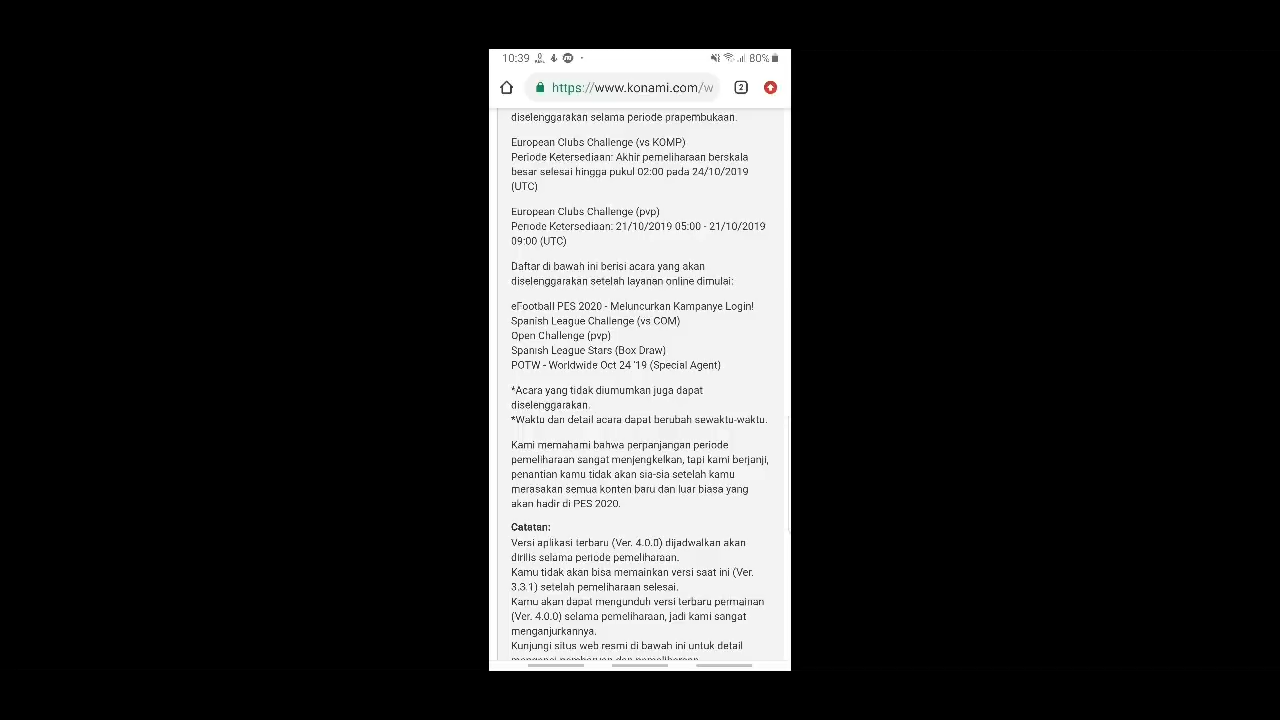 10:39
80%
2
https://www.konami.com/w
diselenggarakan selama periode prapembukaan.
European Clubs Challenge (vs KOMP)
Periode Ketersediaan: Akhir pemeliharaan berskala
besar selesai hingga pukul 02:00 pada 24/10/2019
(UTC)
European Clubs Challenge (pvp)
Periode Ketersediaan: 21/10/2019 05:00 - 21/10/2019
09:00 (UTC)
Daftar di bawah ini berisi acara yang akan
diselenggarakan setelah layanan online dimulai:
eFootball PES 2020 - Meluncurkan Kampanye Login!
Spanish League Challenge (vs COM)
Open Challenge (pvp)
Spanish League Stars (Box Draw)
POTW - Worldwide Oct 24 '19 (Special Agent)
*Acara yang tidak diumumkan juga dapat
diselenggarakan.
*Waktu dan detail acara dapat berubah sewaktu-waktu.
Kami memahami bahwa perpanjangan periode
pemeliharaan sangat menjengkelkan, tapi kami berjanji,
penantian kamu tidak akan sia-sia setelah kamu
merasakan semua konten baru dan luar biasa yang
akan hadir di PES 2020.
Catatan:
Versi aplikasi terbaru (Ver. 4.0.0) dijadwalkan akan
dirilis selama periode pemeliharaan.
Kamu tidak akan bisa memainkan versi saat ini (Ver.
3.3.1) setelah pemeliharaan selesai.
Kamu akan dapat mengunduh versi terbaru permainan
(Ver. 4.0.0) selama pemeliharaan, jadi kami sangat
menganjurkannya.
Kunjungi situs web resmi di bawah ini untuk detail
mengenai pembaruan dan pemeliharaan.